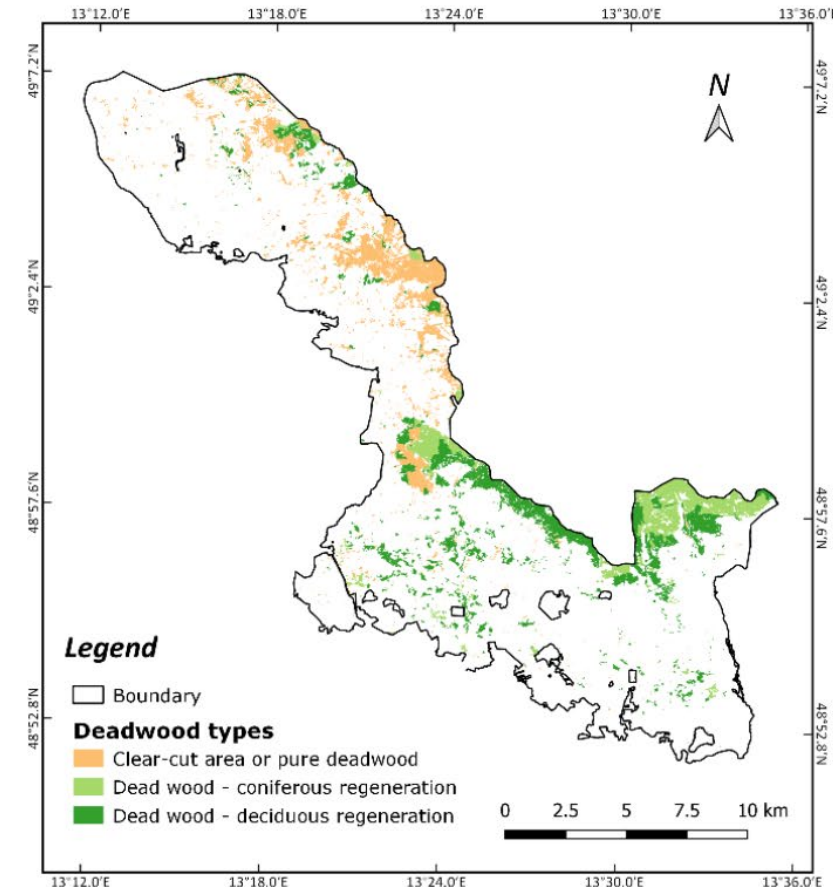 13°12.0′E 13°18.0′E 13°24.0′E 13°30.0′E 13°36.0′E
49°7.2′N
49°7.2′N
N
49°2.4′N
49°2.4′N
48°57.6′N
48°57.6′N
Legend
Boundary
48°52.8′N
48°52.8′N
Deadwood types
Clear-cut area or pure deadwood
Dead wood - coniferous regeneration
Dead wood - deciduous regeneration
0 2.5 5 7.5 10 km
13°12.0′E 13°18.0′E 13°24.0′E 13°30.0′E 13°36.0′E